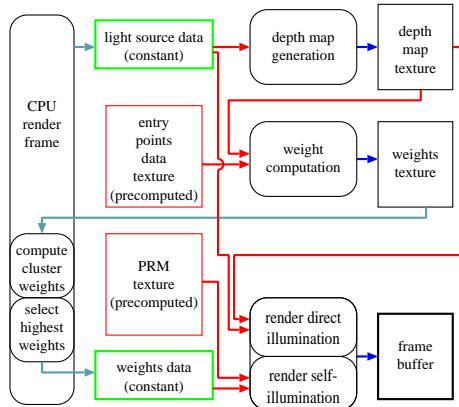 light source data
(constant)
depth map
generation
depth
map
texture
CPU
render
frame
entry
points
data
texture
(precomputed)
weight
computation
weights
texture
compute
cluster
weights
select
highest
weights
PRM
texture
(precomputed)
render direct
illumination
render self-
illumination
frame
buffer
weights data
(constant)